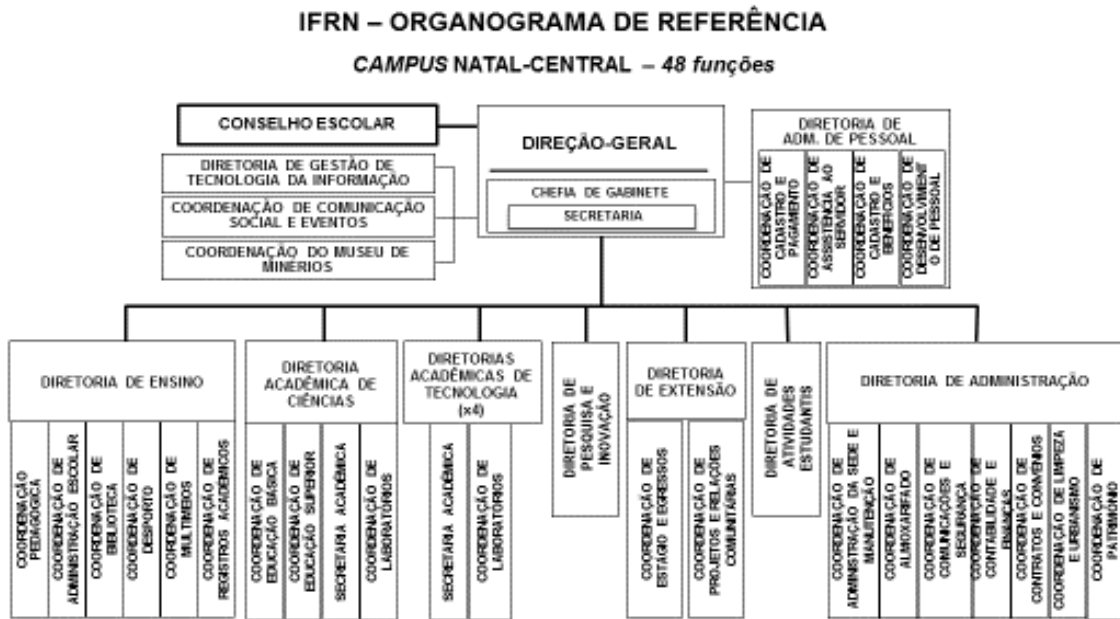 IFRN – ORGANOGRAMA DE REFERÊNCIA
CAMPUS NATAL-CENTRAL – 48 funções
CONSELHO ESCOLAR
DIRETORIA DE GESTÃO DE
TECNOLOGIA DA INFORMAÇÃO
COORDENAÇÃO DE COMUNICAÇÃO
SOCIAL E EVENTOS
COORDENAÇÃO DO MUSEU DE
MINÉRIOS
DIREÇÃO-GERAL
CHEFIA DE GABINETE
SECRETARIA
DIRETORIA DE
ADM. DE PESSOAL
COORDENAÇÃO DE
CADASTRO E
PAGAMENTO
COORDENAÇÃO DE
ASSISTÊNCIA AO
SERVIDOR
COORDENAÇÃO DE
CADASTRO E
BENEFÍCIOS
COORDENAÇÃO DE
DESENVOLVIMENT
O DE PESSOAL
DIRETORIA DE ENSINO
COORDENAÇÃO
PEDAGÓGICA
COORDENAÇÃO DE
ADMINISTRAÇÃO ESCOLAR
COORDENAÇÃO DE
BIBLIOTECA
COORDENAÇÃO DE
DESPORTO
COORDENAÇÃO DE
MULTIMEIOS
COORDENAÇÃO DE
REGISTROS ACADÊMICOS
DIRETORIA
ACADÊMICA DE
CIÊNCIAS
COORDENAÇÃO DE
EDUCAÇÃO BÁSICA
COORDENAÇÃO DE
EDUCAÇÃO SUPERIOR
SECRETARIA ACADÊMICA
COORDENAÇÃO DE
LABORATÓRIOS
DIRETORIAS
ACADÊMICAS DE
TECNOLOGIA
(x4)
SECRETARIA ACADÊMICA
COORDENAÇÃO DE
LABORATÓRIOS
DIRETORIA DE
PESQUISA E
INOVAÇÃO
DIRETORIA
DE EXTENSÃO
COORDENAÇÃO DE
ESTÁGIO E EGRESSOS
COORDENAÇÃO DE
PROJETOS E RELAÇÕES
COMUNITÁRIAS
DIRETORIA DE
ATIVIDADES
ESTUDANTIS
DIRETORIA DE ADMINISTRAÇÃO
COORDENAÇÃO DE
ADMINISTRAÇÃO DA SEDE E
MANUTENÇÃO
COORDENAÇÃO DE
ALMOXARIFADO
COORDENAÇÃO DE
COMUNICAÇÕES E
SEGURANÇA
COORDENAÇÃO DE
CONTABILIDADE E
FINANÇAS
COORDENAÇÃO DE
CONTRATOS E CONVÊNIOS
COORDENAÇÃO DE LIMPEZA
E URBANISMO
COORDENAÇÃO DE
PATRIMÔNIO